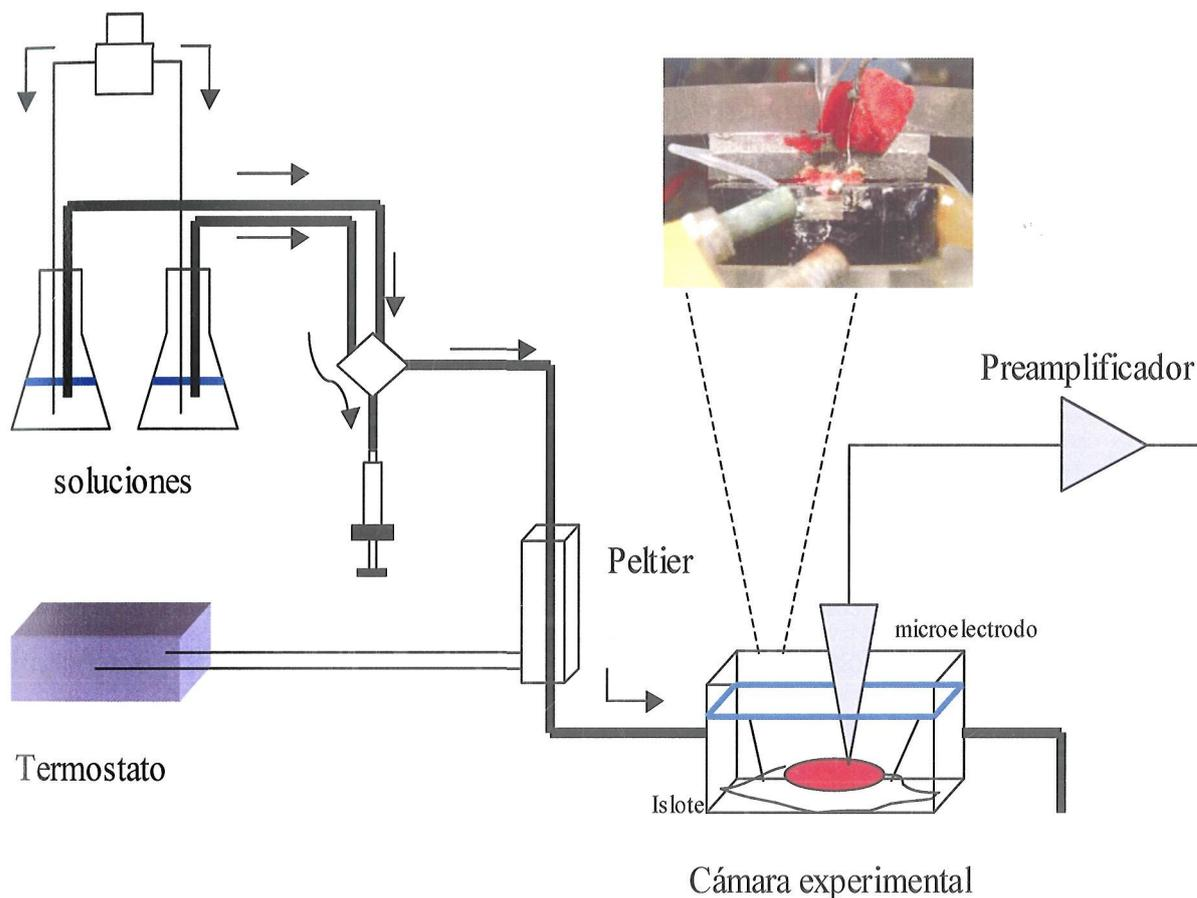 Preamplificador
soluciones
Peltier
microelectrodo
Termostato
Islote
Cámara experimental